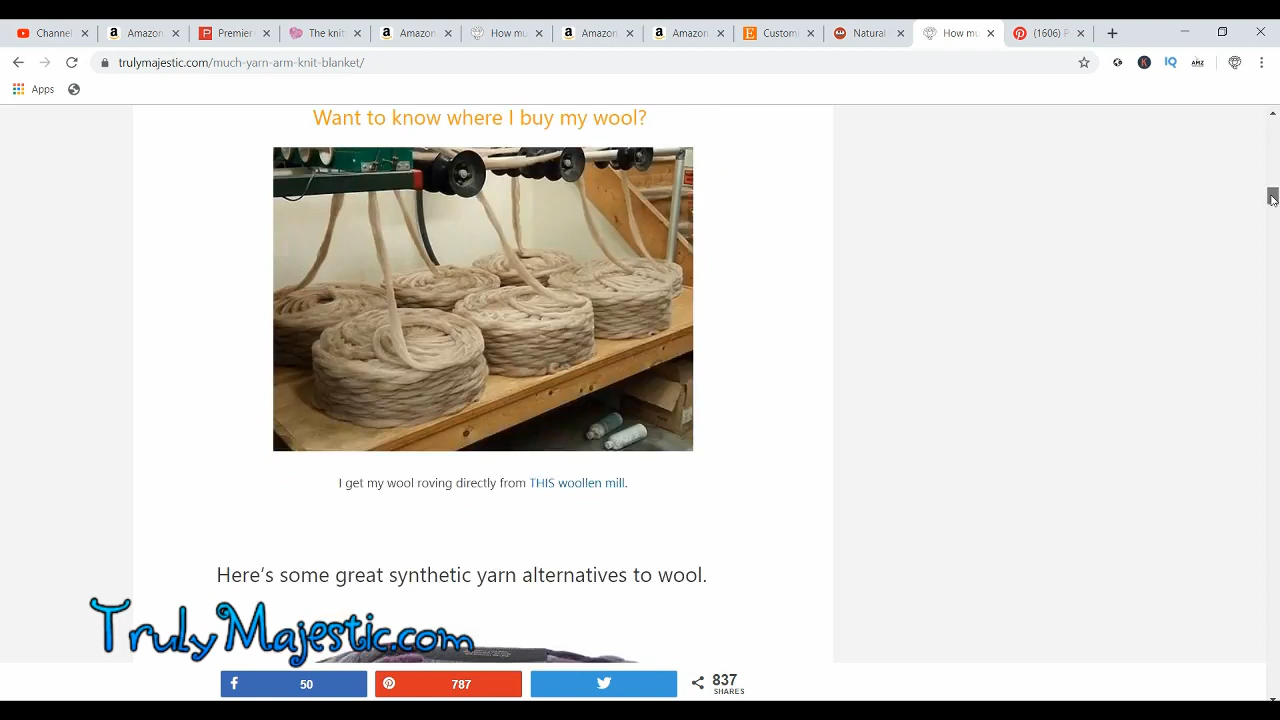 Channel
Amazon
Premier
The knit
Amazon
How mu
Amazon
Amazon
Custom
Natural
How mu
(1606) P
trulymajestic.com/much-yarn-arm-knit-blanket/
K
IQ
AMZ
Apps
Want to know where I buy my wool?
I get my wool roving directly from THIS woollen mill.
Here's some great synthetic yarn alternatives to wool.
TrulyMajestic.com
50
787
837
SHARES